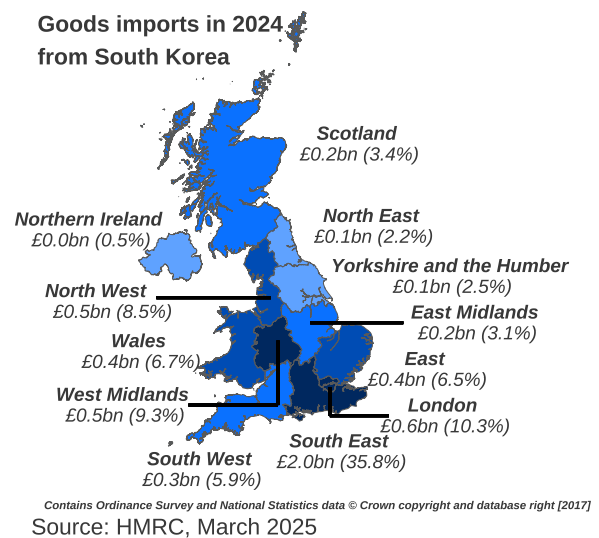 Goods imports in 2024
from South Korea
Scotland
£0.2bn (3.4%)
Northern Ireland
£0.0bn (0.5%)
North East
£0.1bn (2.2%)
Yorkshire and the Humber
£0.1bn (2.5%)
North West
£0.5bn (8.5%)
East Midlands
£0.2bn (3.1%)
Wales
£0.4bn (6.7%)
East
£0.4bn (6.5%)
West Midlands
£0.5bn (9.3%)
London
£0.6bn (10.3%)
South East
£2.0bn (35.8%)
South West
£0.3bn (5.9%)
Contains Ordinance Survey and National Statistics data © Crown copyright and database right [2017]
Source: HMRC, March 2025